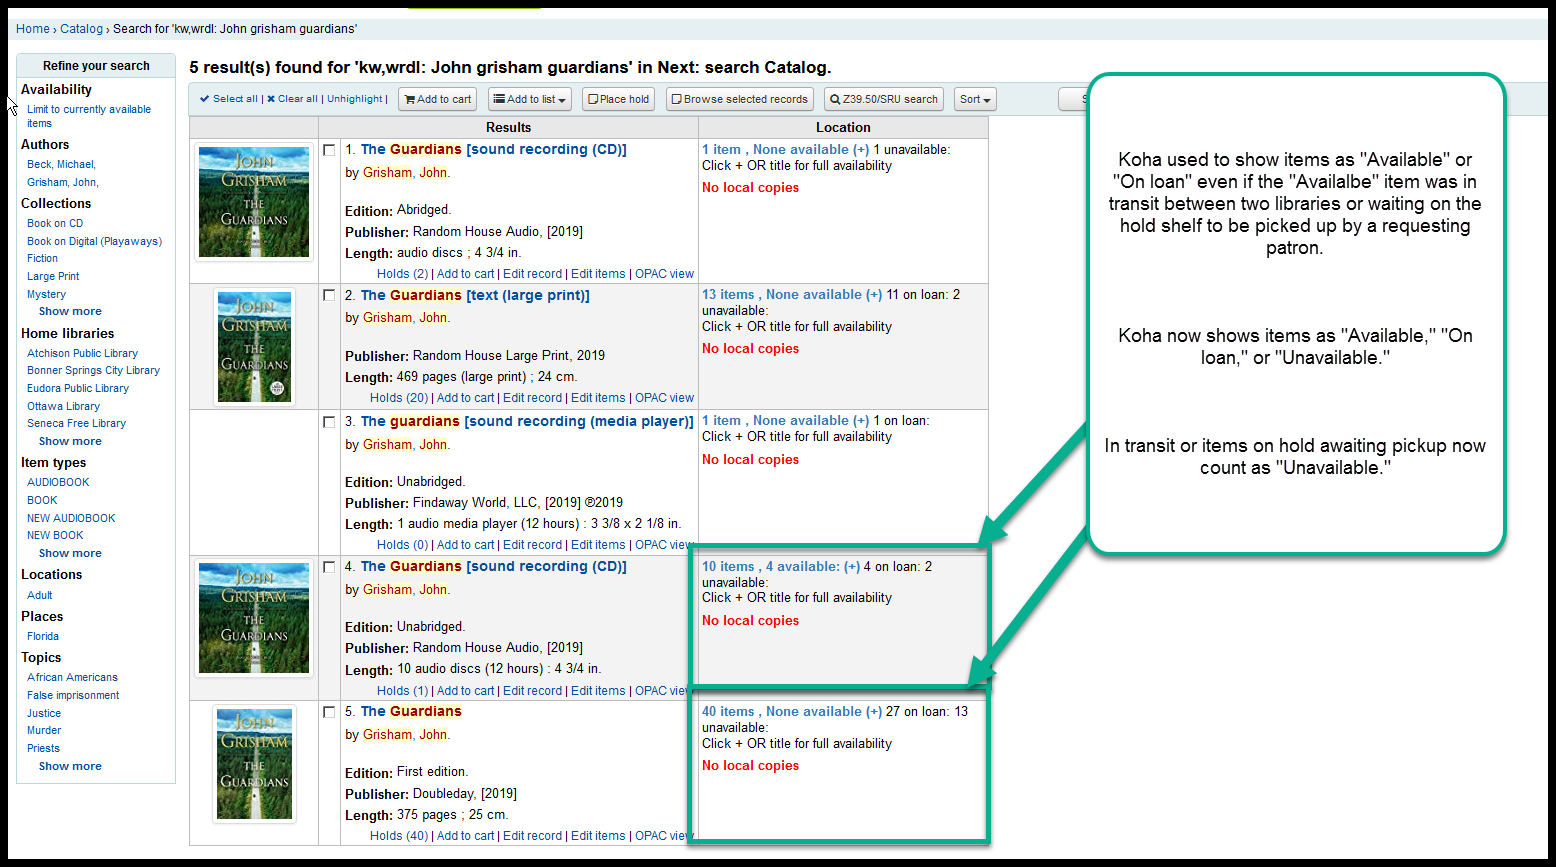 Home › Catalog › Search for 'kw,wrdl: John grisham guardians'
Refine your search
Availability
Limit to currently available
items
Authors
Beck, Michael,
Grisham, John,
Collections
Book on CD
Book on Digital (Playaways)
Fiction
Large Print
Mystery
Show more
Home libraries
Atchison Public Library
Bonner Springs City Library
Eudora Public Library
Ottawa Library
Seneca Free Library
Show more
Item types
AUDIOBOOK
BOOK
NEW AUDIOBOOK
NEW BOOK
Show more
Locations
Adult
Places
Florida
Topics
African Americans
False imprisonment
Justice
Murder
Priests
Show more
5 result(s) found for 'kw,wrdl: John grisham guardians' in Next: search Catalog.
Select all | Clear all | Unhighlight | Add to cart Add to list Place hold Browse selected records Z39.50/SRU search Sort
Results Location
JOHN
GRISHAM
THE
GUARDIANS
1. The Guardians [sound recording (CD)]
by Grisham, John.
Edition: Abridged.
Publisher: Random House Audio, [2019]
Length: audio discs ; 4 3/4 in.
Holds (2) | Add to cart | Edit record | Edit items | OPAC view
1 item , None available (+) 1 unavailable:
Click + OR title for full availability
No local copies
JOHN
GRISHAM
THE
GUARDIANS
2. The Guardians [text (large print)]
by Grisham, John.
Publisher: Random House Large Print, 2019
Length: 469 pages (large print) ; 24 cm.
Holds (20) | Add to cart | Edit record | Edit items | OPAC view
13 items , None available (+) 11 on loan: 2
unavailable:
Click + OR title for full availability
No local copies
3. The guardians [sound recording (media player)]
by Grisham, John.
Edition: Unabridged.
Publisher: Findaway World, LLC, [2019] ℗2019
Length: 1 audio media player (12 hours) : 3 3/8 x 2 1/8 in.
Holds (0) | Add to cart | Edit record | Edit items | OPAC view
1 item , None available (+) 1 on loan:
Click + OR title for full availability
No local copies
JOHN
GRISHAM
THE
GUARDIANS
4. The Guardians [sound recording (CD)]
by Grisham, John.
Edition: Unabridged.
Publisher: Random House Audio, [2019]
Length: 10 audio discs (12 hours) : 4 3/4 in.
Holds (1) | Add to cart | Edit record | Edit items | OPAC view
10 items , 4 available: (+) 4 on loan: 2
unavailable:
Click + OR title for full availability
No local copies
JOHN
GRISHAM
THE
GUARDIANS
5. The Guardians
by Grisham, John.
Edition: First edition.
Publisher: Doubleday, [2019]
Length: 375 pages ; 25 cm.
Holds (40) | Add to cart | Edit record | Edit items | OPAC view
40 items , None available (+) 27 on loan: 13
unavailable:
Click + OR title for full availability
No local copies
Koha used to show items as "Available" or
"On loan" even if the "Availalbe" item was in
transit between two libraries or waiting on the
hold shelf to be picked up by a requesting
patron.
Koha now shows items as "Available," "On
loan," or "Unavailable."
In transit or items on hold awaiting pickup now
count as "Unavailable."